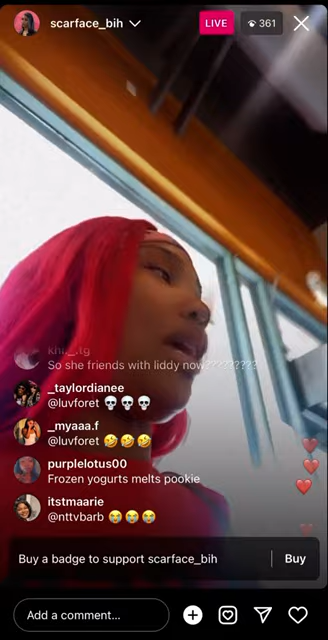 scarface_bih
LIVE
361
So she friends with liddy now?????????
_taylordianee
@luvforet 💀💀💀
_myaaa.f
@luvforet 🤣🤣🤣
purplelotus00
Frozen yogurts melts pookie
itstmaarie
@nttvbarb 😭😭😭
Buy a badge to support scarface_bih
Buy
Add a comment...